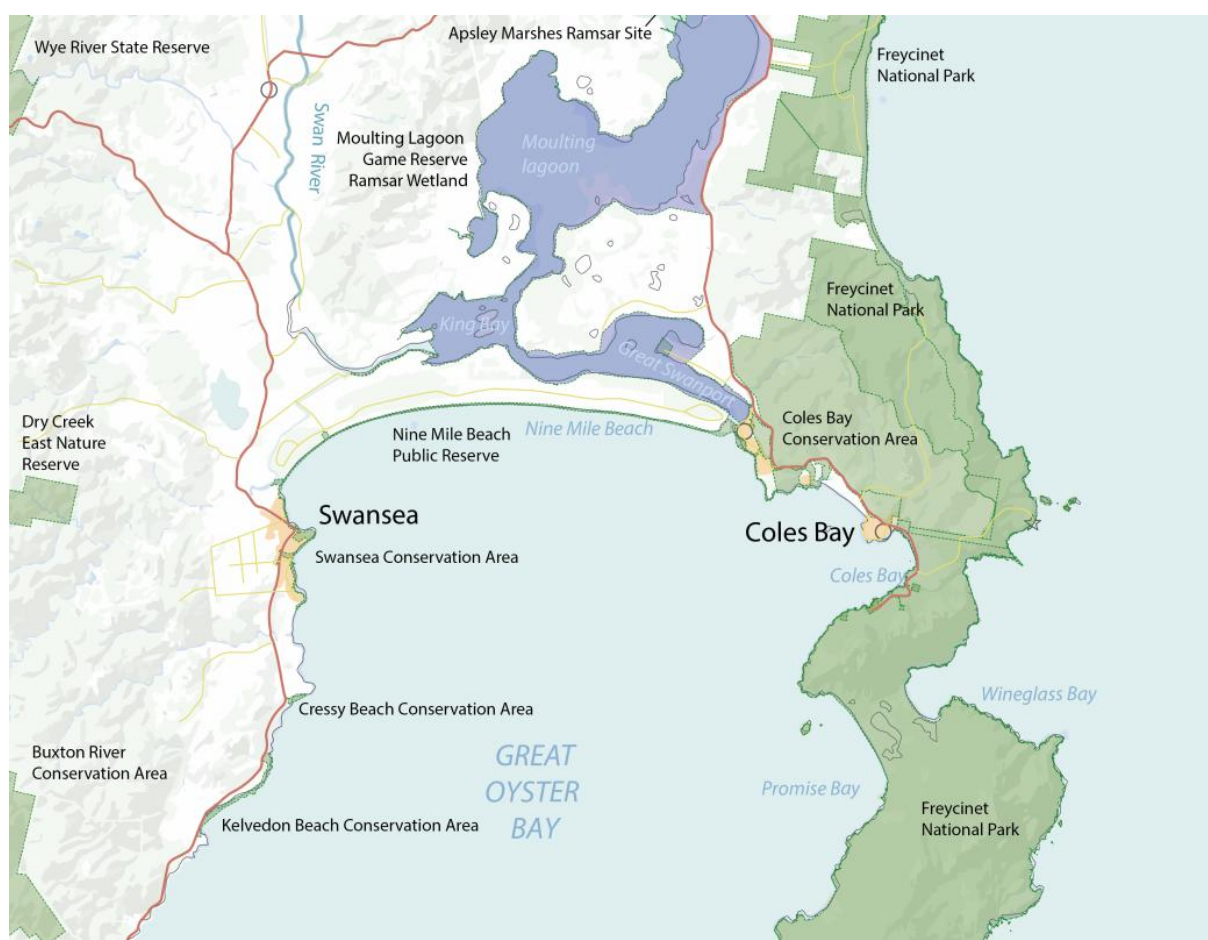 Apsley Marshes Ramsar Site
Wye River State Reserve
Freycinet
National Park
Swan River
Moulting Lagoon
Game Reserve
Ramsar Wetland
Moulting
lagoon
Freycinet
National Park
King Bay
Great Swanport
Dry Creek
East Nature
Reserve
Nine Mile Beach
Public Reserve
Nine Mile Beach
Coles Bay
Conservation Area
Swansea
Swansea Conservation Area
Coles Bay
Coles Bay
Wineglass Bay
Cressy Beach Conservation Area
Buxton River
Conservation Area
GREAT
OYSTER
BAY
Promise Bay
Freycinet
National Park
Kelvedon Beach Conservation Area